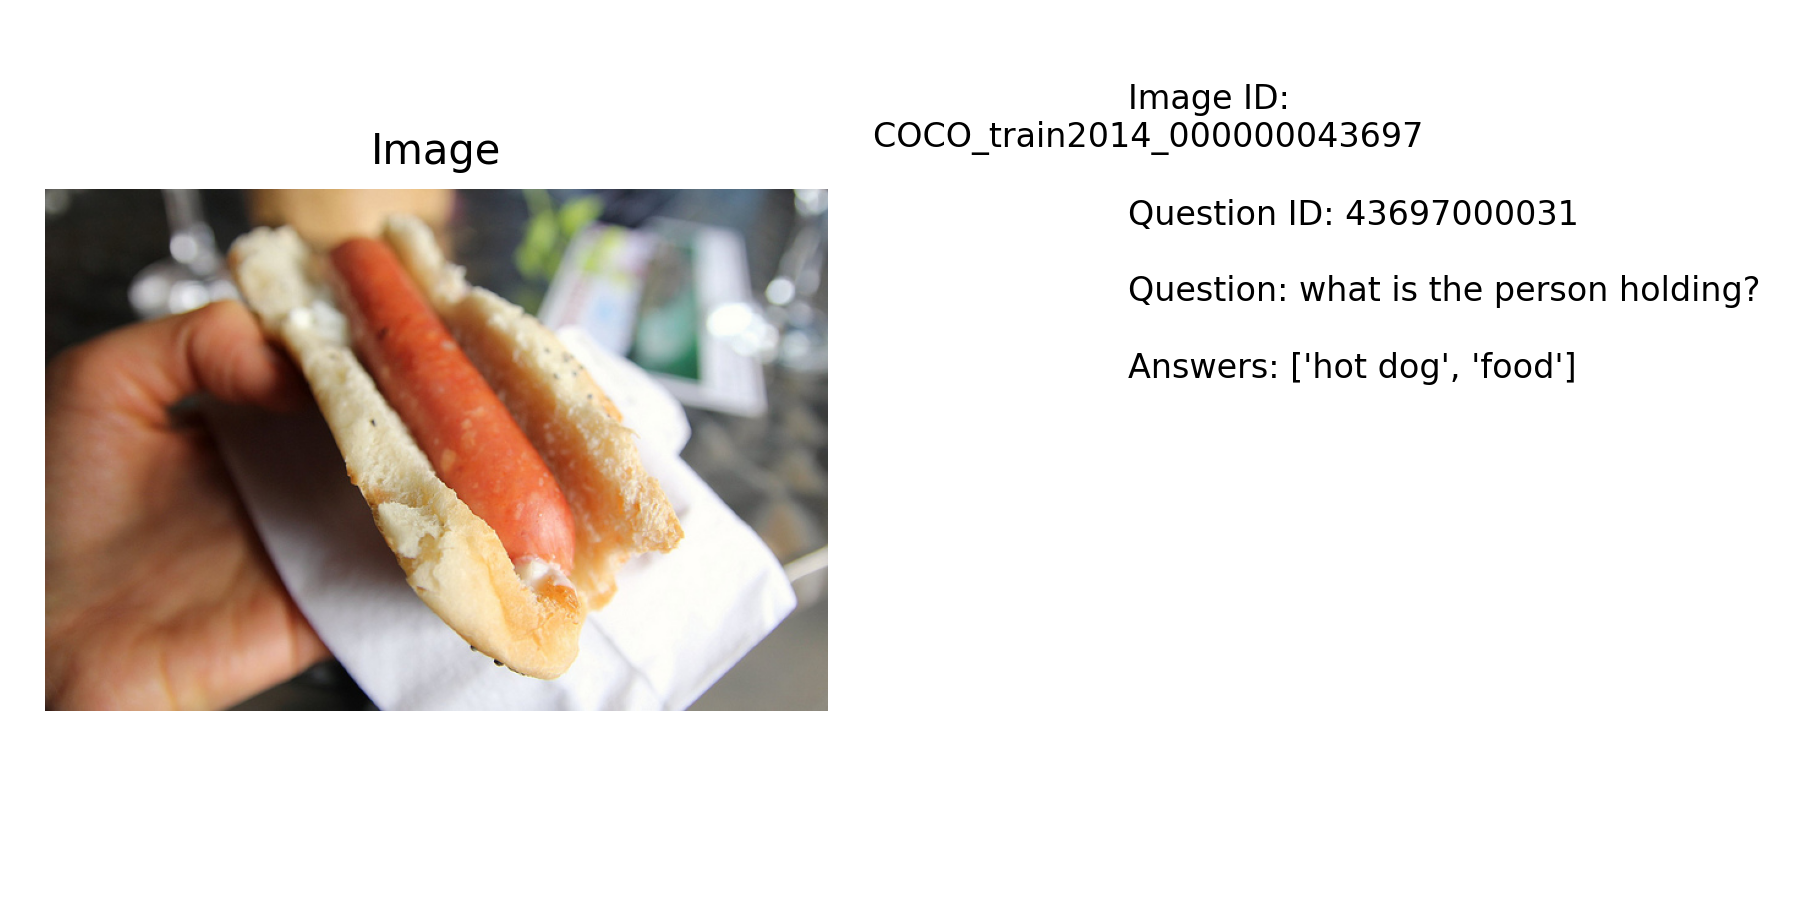 Image
Image ID:
COCO_train2014_000000043697
Question ID: 43697000031
Question: what is the person holding?
Answers: ['hot dog', 'food']